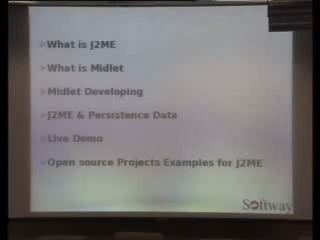 What is J2ME
What is Midlet
Midlet Developing
J2ME & Persistence Data
Live Demo
Open source Projects Examples for J2ME
Softway